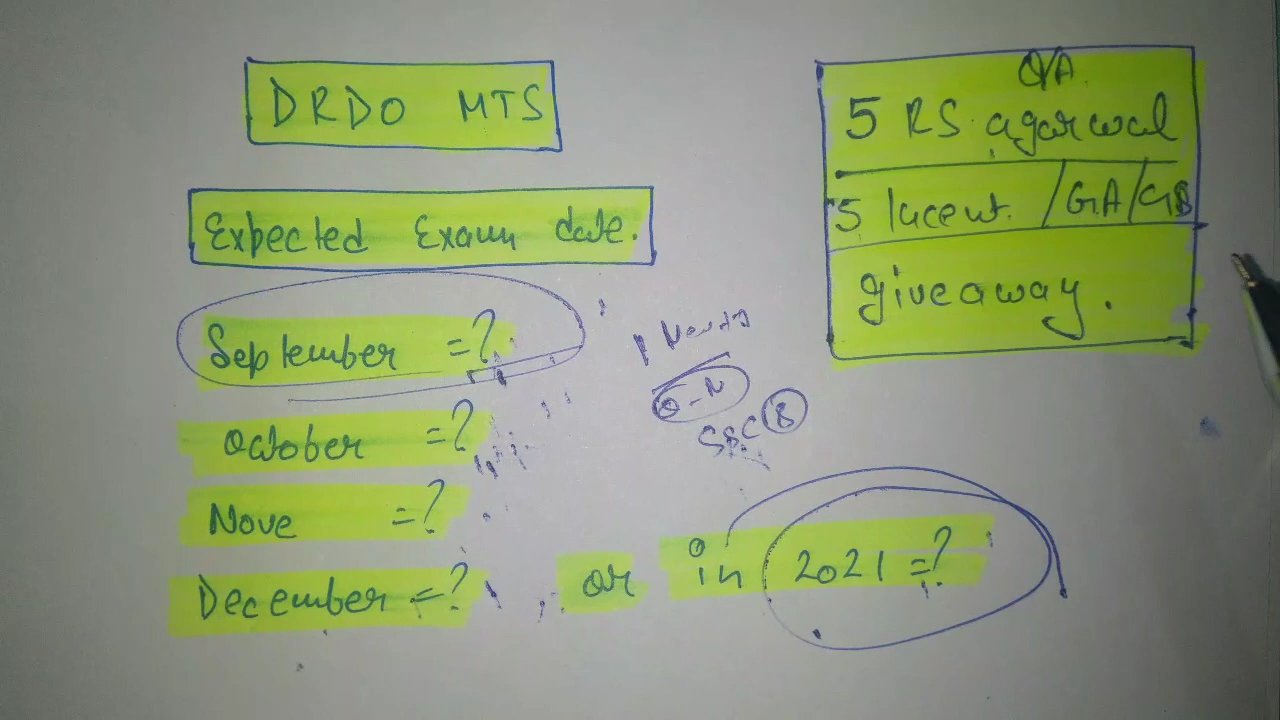 DRDO MTS
Expected Exam date.
September =?
October =?
Nove =?
December =?
or in 2021 =?
Q/A
5 RS. agarwal
5 lucent. /GA/GS
giveaway.
O-N
SSC 8